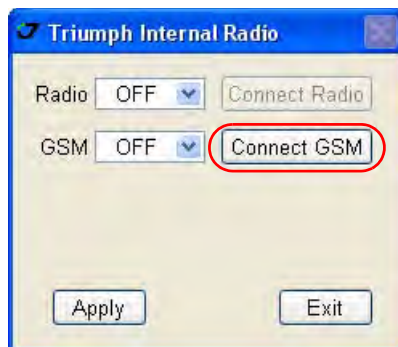 Triumph Internal Radio
Radio OFF Connect Radio
GSM OFF Connect GSM
Apply Exit